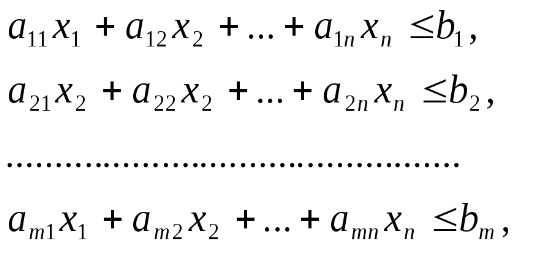 a₁₁x₁ + a₁₂x₂ + ... + a₁ₙxₙ ≤ b₁,
a₂₁x₂ + a₂₂x₂ + ... + a₂ₙxₙ ≤ b₂,
................................................
aₘ₁x₁ + aₘ₂x₂ + ... + aₘₙxₙ ≤ bₘ,